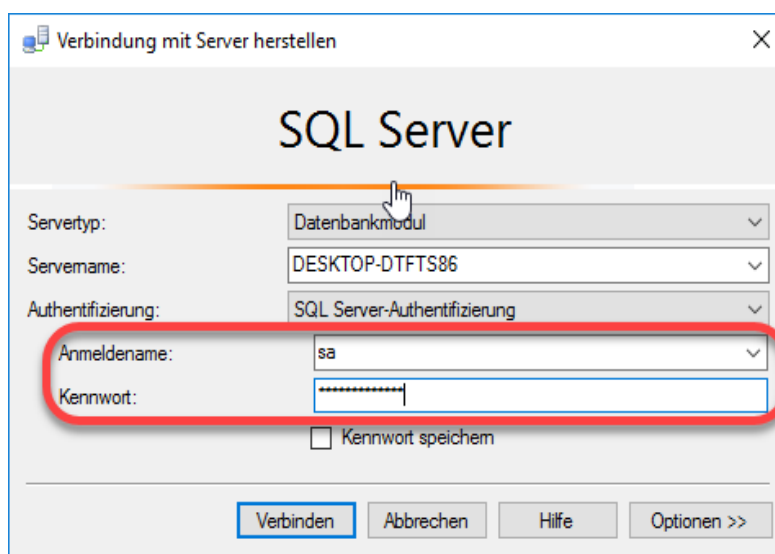 Verbindung mit Server herstellen
SQL Server
Servertyp: Datenbankmodul
Servername: DESKTOP-DTFTS86
Authentifizierung: SQL Server-Authentifizierung
Anmeldename: sa
Kennwort: *************
Kennwort speichern
Verbinden Abbrechen Hilfe Optionen >>